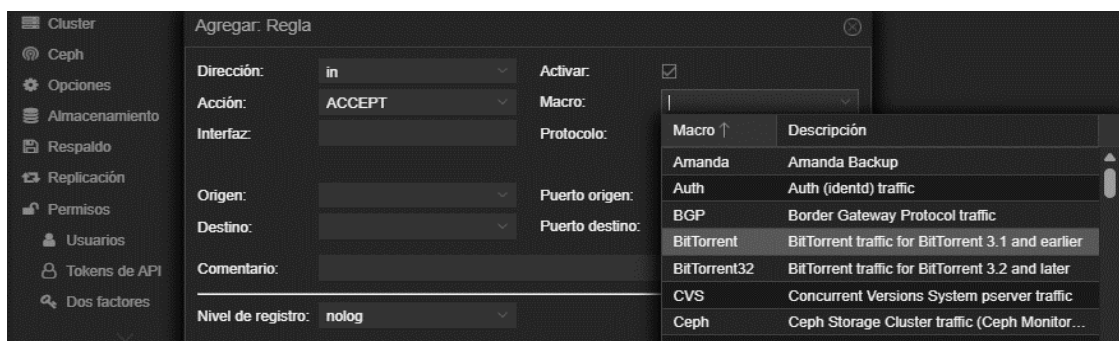 Cluster
Ceph
Opciones
Almacenamiento
Respaldo
Replicación
Permisos
Usuarios
Tokens de API
Dos factores
Agregar: Regla
Dirección: in
Activar:
Acción: ACCEPT
Macro:
Interfaz:
Protocolo:
Origen:
Puerto origen:
Destino:
Puerto destino:
Comentario:
Nivel de registro: nolog
Macro ↑ Descripción
Amanda Amanda Backup
Auth Auth (identd) traffic
BGP Border Gateway Protocol traffic
BitTorrent BitTorrent traffic for BitTorrent 3.1 and earlier
BitTorrent32 BitTorrent traffic for BitTorrent 3.2 and later
CVS Concurrent Versions System pserver traffic
Ceph Ceph Storage Cluster traffic (Ceph Monitor...